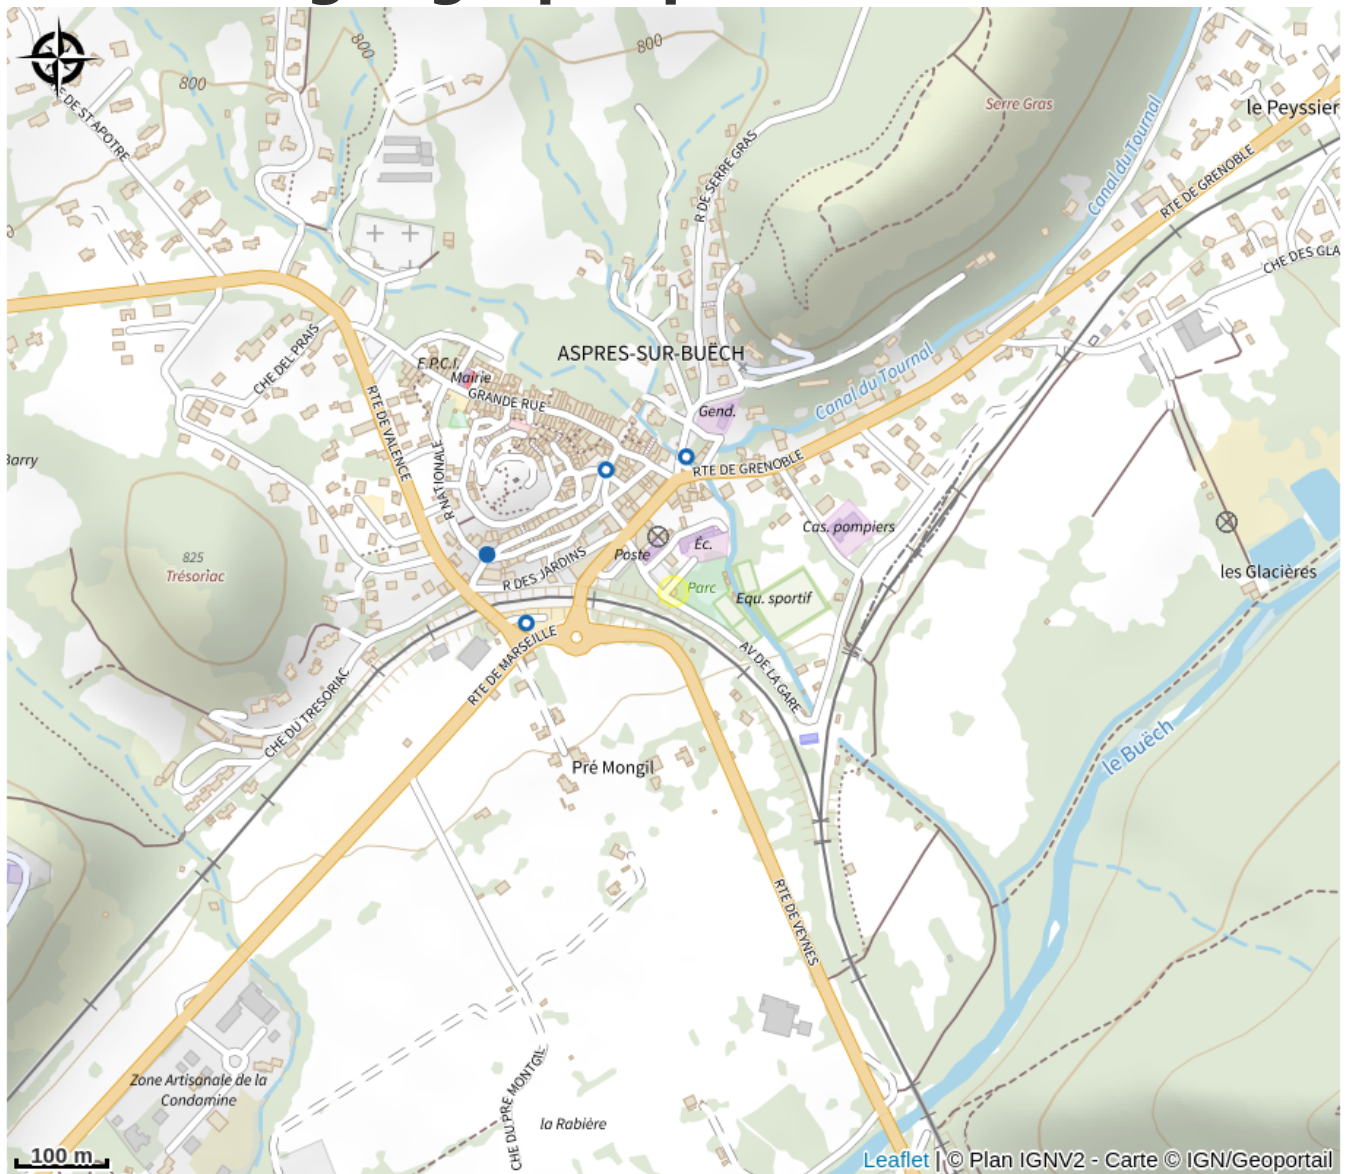 800
800
800
RTE DE ST APOTRE
Serre Gras
le Peyssier
R DE SERRE GRAS
Canal du Tournal
RTE DE GRENOBLE
CHE DES GLA
ASPRES-SUR-BUËCH
CHE DEL PRAIS
E.P.C.I.
Mairie
GRANDE RUE
Canal du Tournal
Gend.
RTE DE VALENCE
R NATIONALE
Barry
RTE DE GRENOBLE
Cas. pompiers
825
Trésoriac
Poste
Éc.
R DES JARDINS
Parc
Equ. sportif
les Glacières
RTE DE MARSEILLE
AV DE LA GARE
CHE DU TRESORIAC
le Buëch
Pré Mongil
RTE DE VEYNES
Zone Artisanale de la
Condamine
CHE DU PRE MONTGIL
la Rabière
100 m
Leaflet | © Plan IGNV2 - Carte © IGN/Geoportail